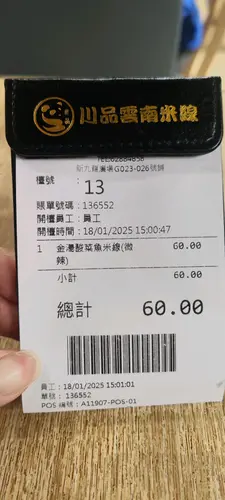 川品雲南米線
新九龍廣場G023-026號舖
檯號 :
13
賬單號碼 : 136552
開檯員工 : 員工
開檯時間 : 18/01/2025 15:00:47
1 金湯酸菜魚米線(微 60.00
辣)
小計 60.00
總計 60.00
員工 : 18/01/2025 15:01:01
單號 : 136552
POS 機號 : A11907-POS-01